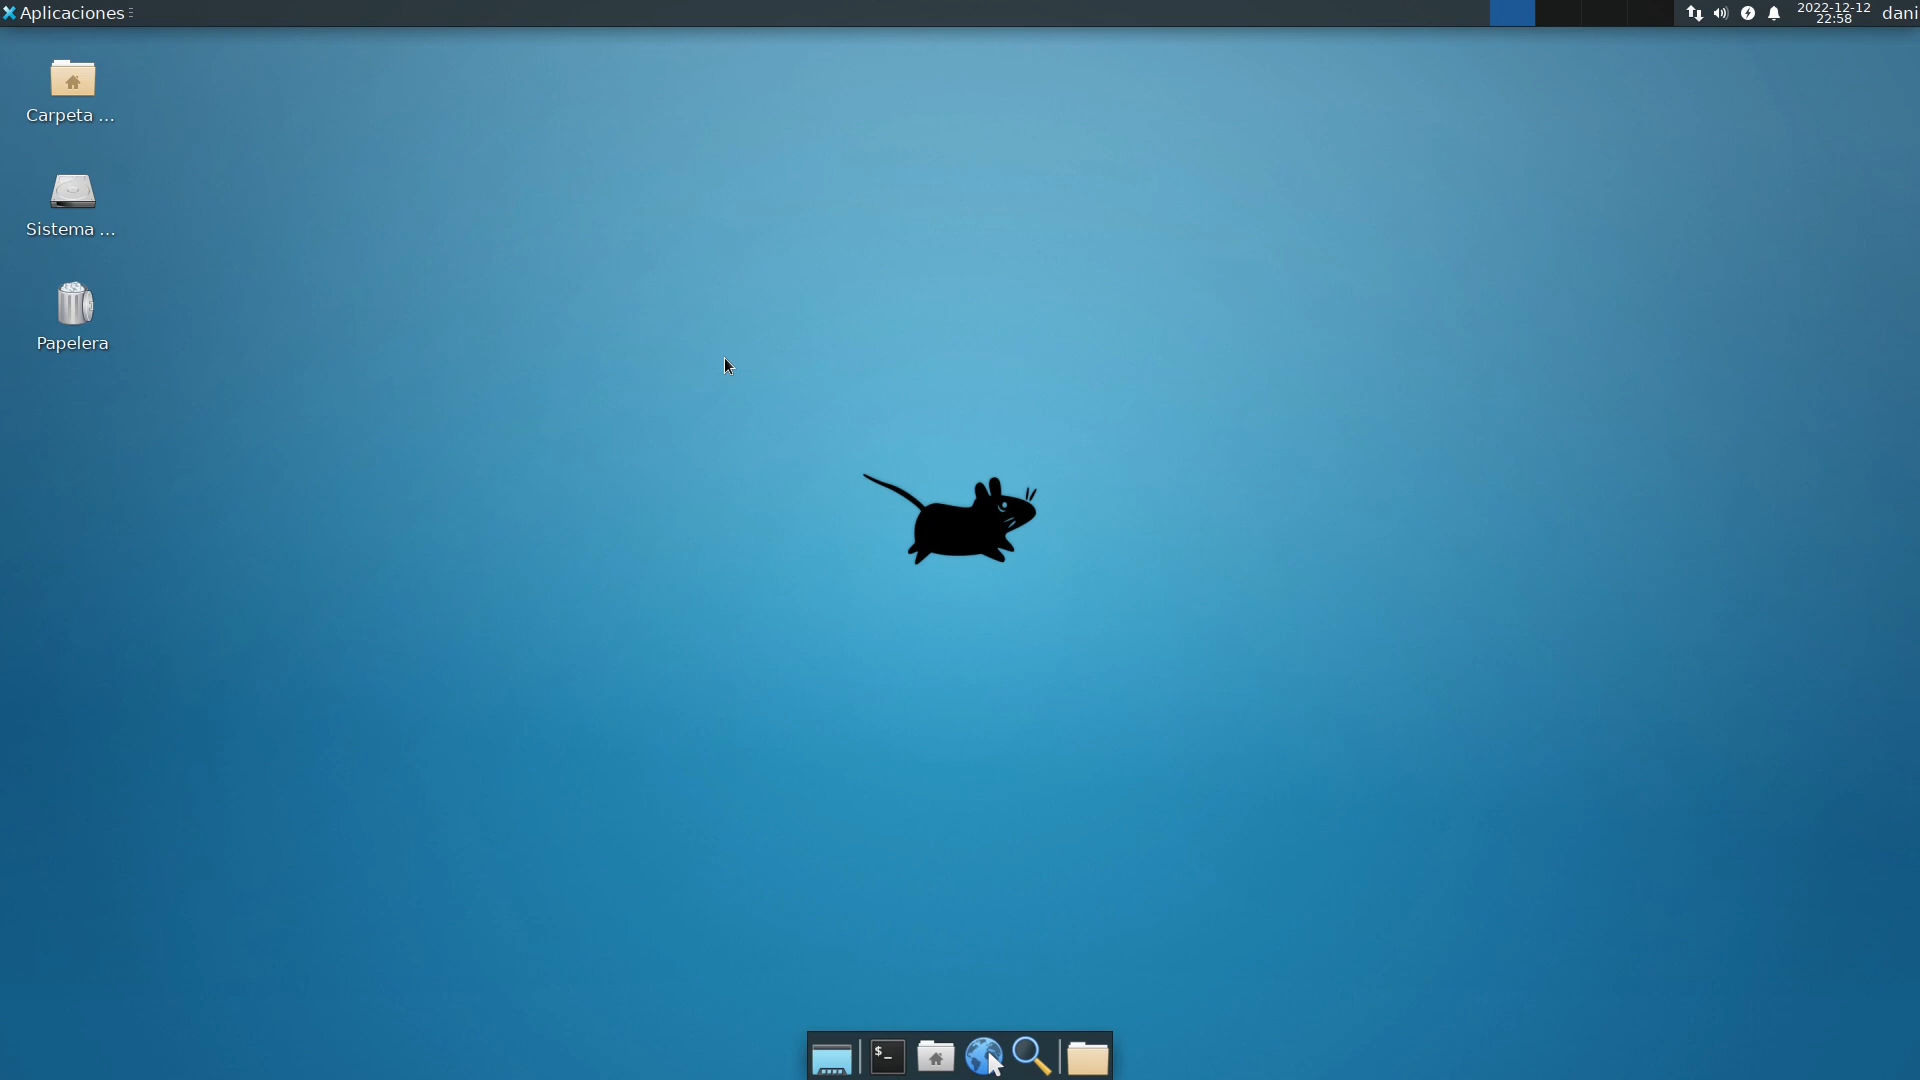 Aplicaciones
2022-12-12
22:58
dani
Carpeta ...
Sistema ...
Papelera
$_